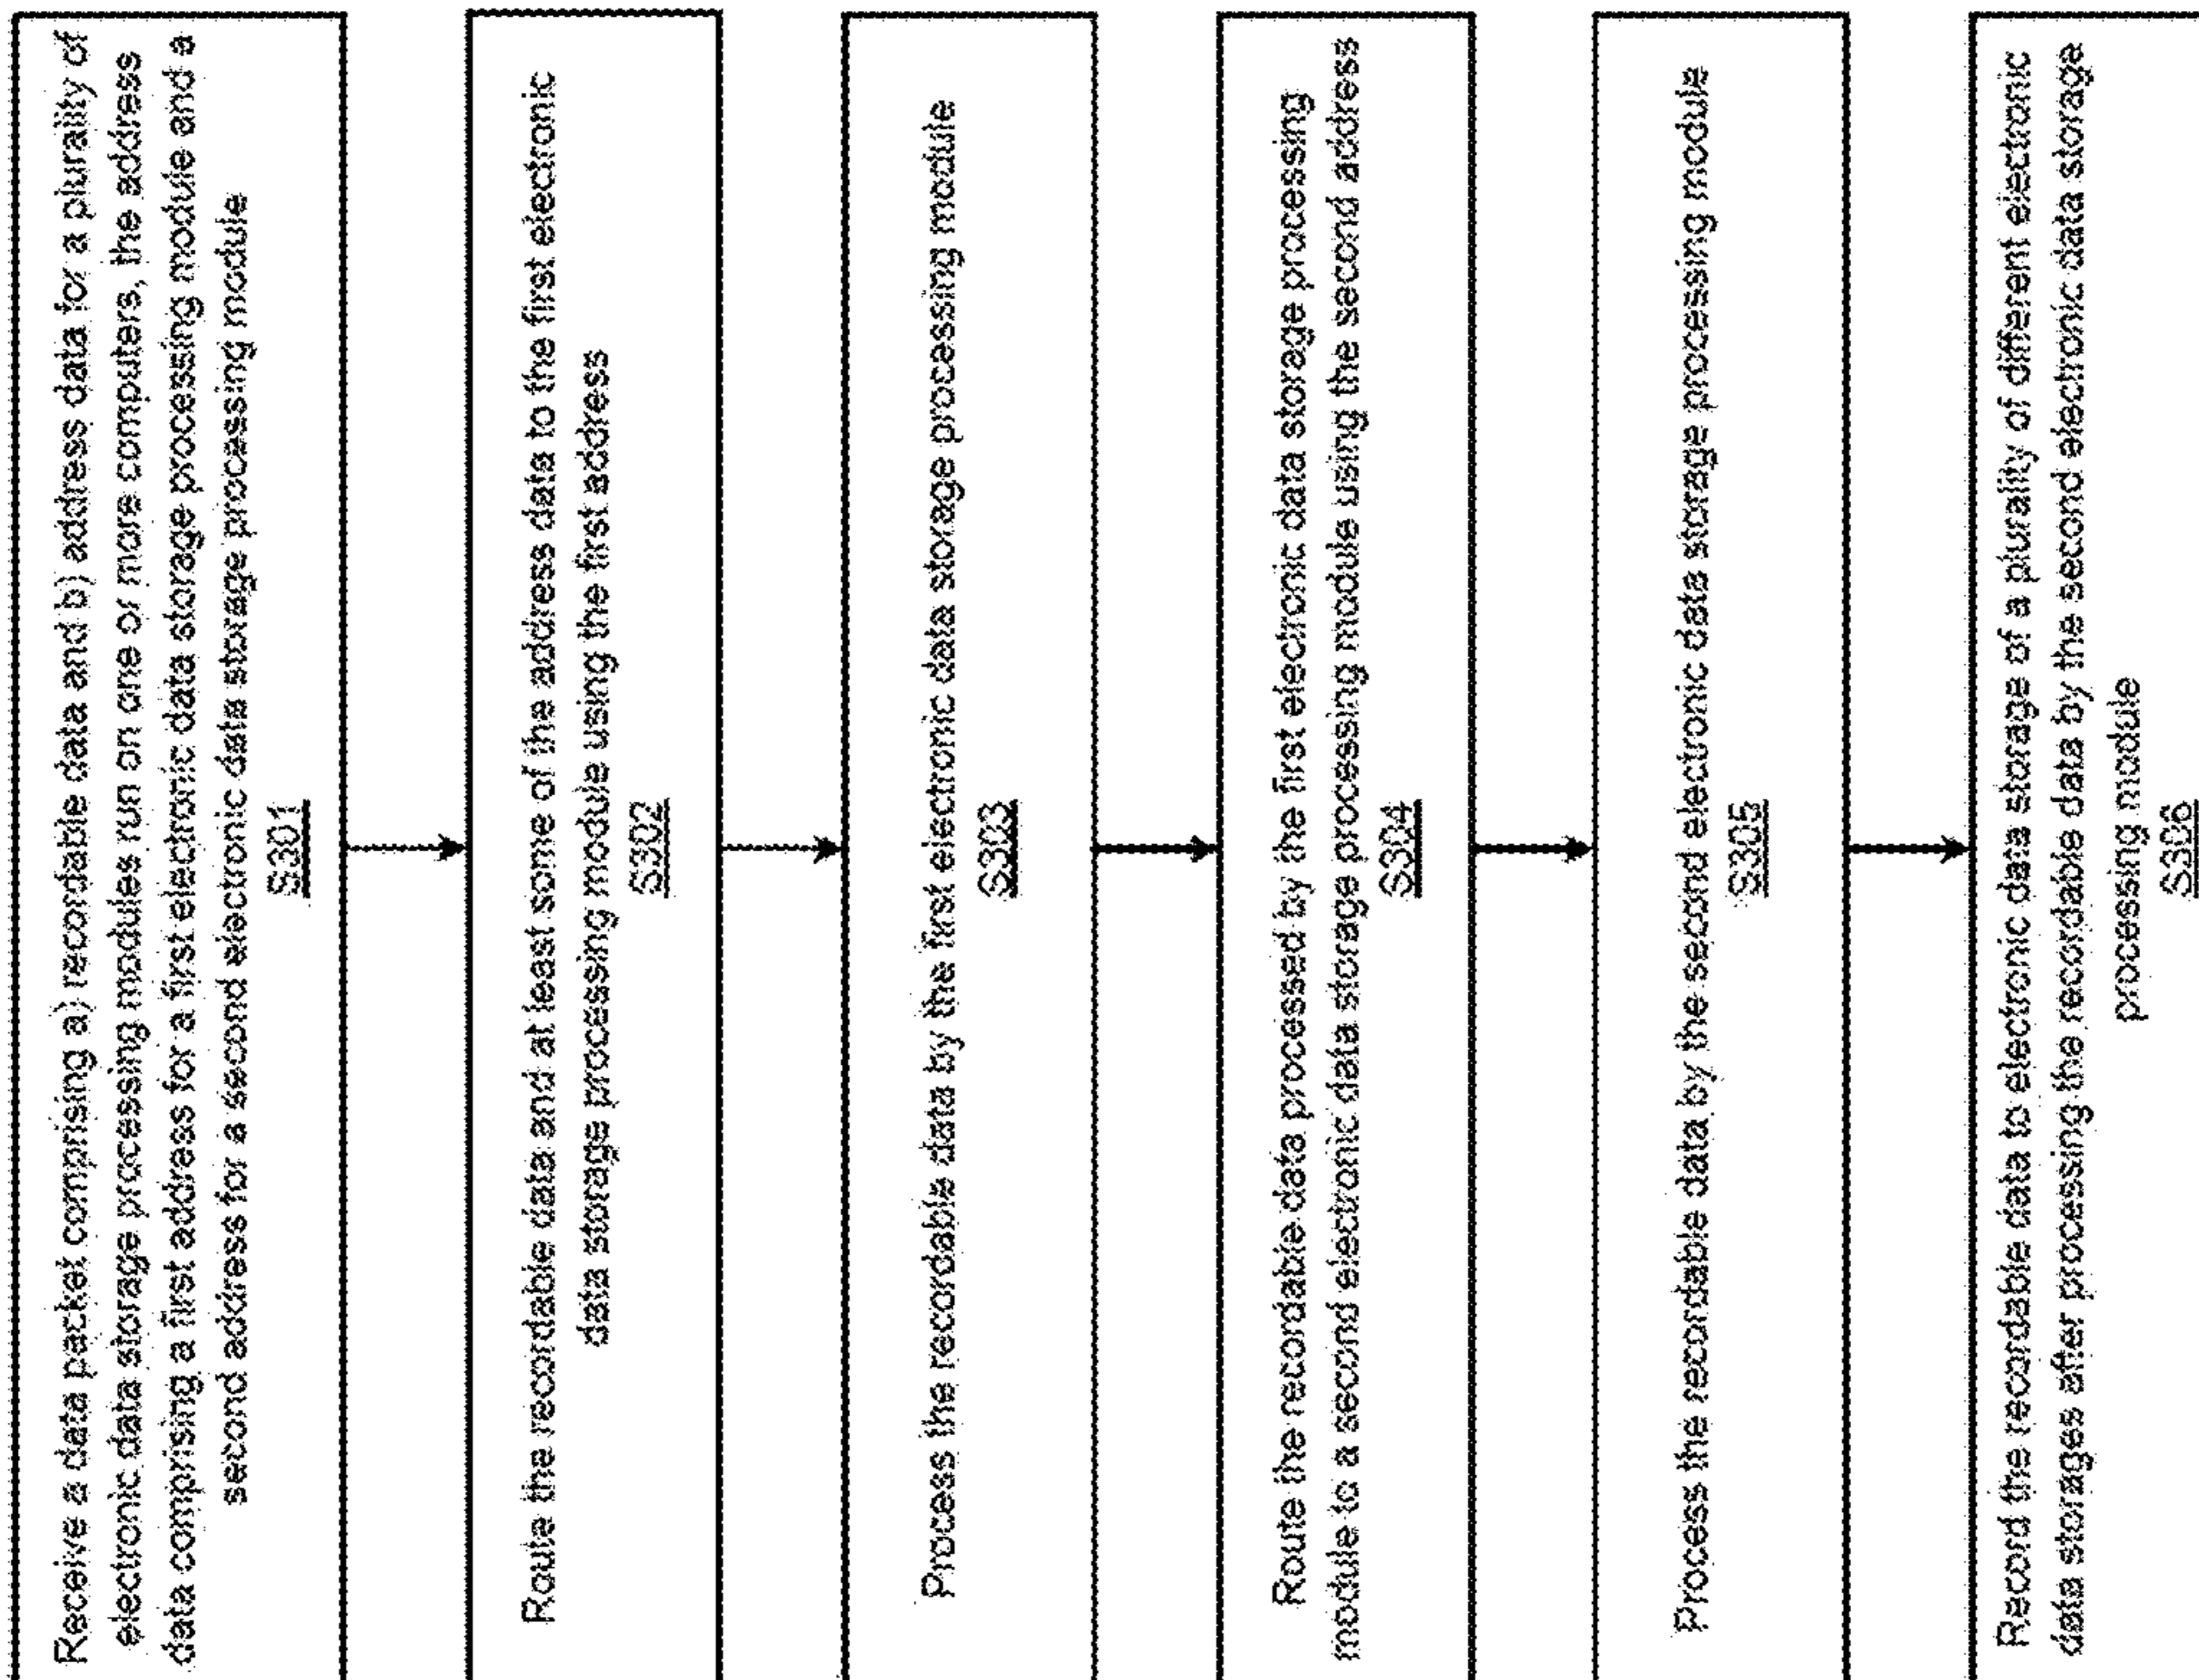 Receive a data packet comprising a) recordable data and b) address data for a plurality of
electronic data storage processing modules run on one or more computers, the address
data comprising a first address for a first electronic data storage processing module and a
second address for a second electronic data storage processing module
S301
Route the recordable data and at least some of the address data to the first electronic
data storage processing module using the first address
S302
Process the recordable data by the first electronic data storage processing module
S303
Route the recordable data processed by the first electronic data storage processing
module to a second electronic data storage processing module using the second address
S304
Process the recordable data by the second electronic data storage processing module
S305
Record the recordable data to electronic data storage of a plurality of different electronic
data storages after processing the recordable data by the second electronic data storage
processing module
S306